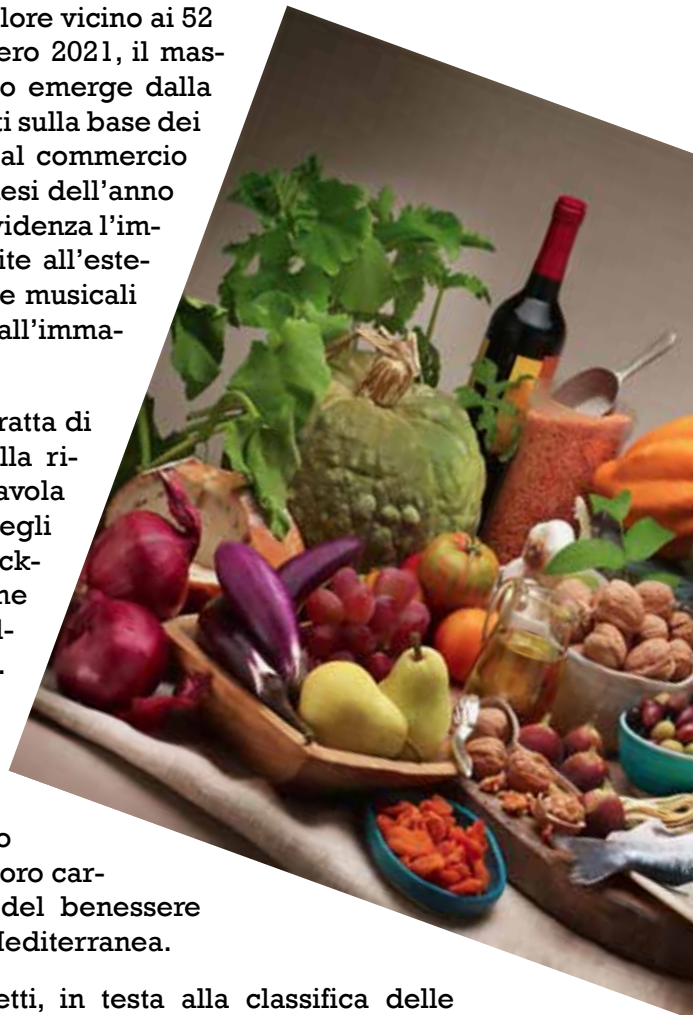 lore vicino ai 52
ero 2021, il mas-
o emerge dalla
ti sulla base dei
al commercio
esi dell'anno
videnza l'im-
ite all'este-
e musicali
all'imma-
ratta di
lla ri-
avola
egli
ck-
ne
l-
.
o
oro car-
del benessere
Mediterranea.
etti, in testa alla classifica delle